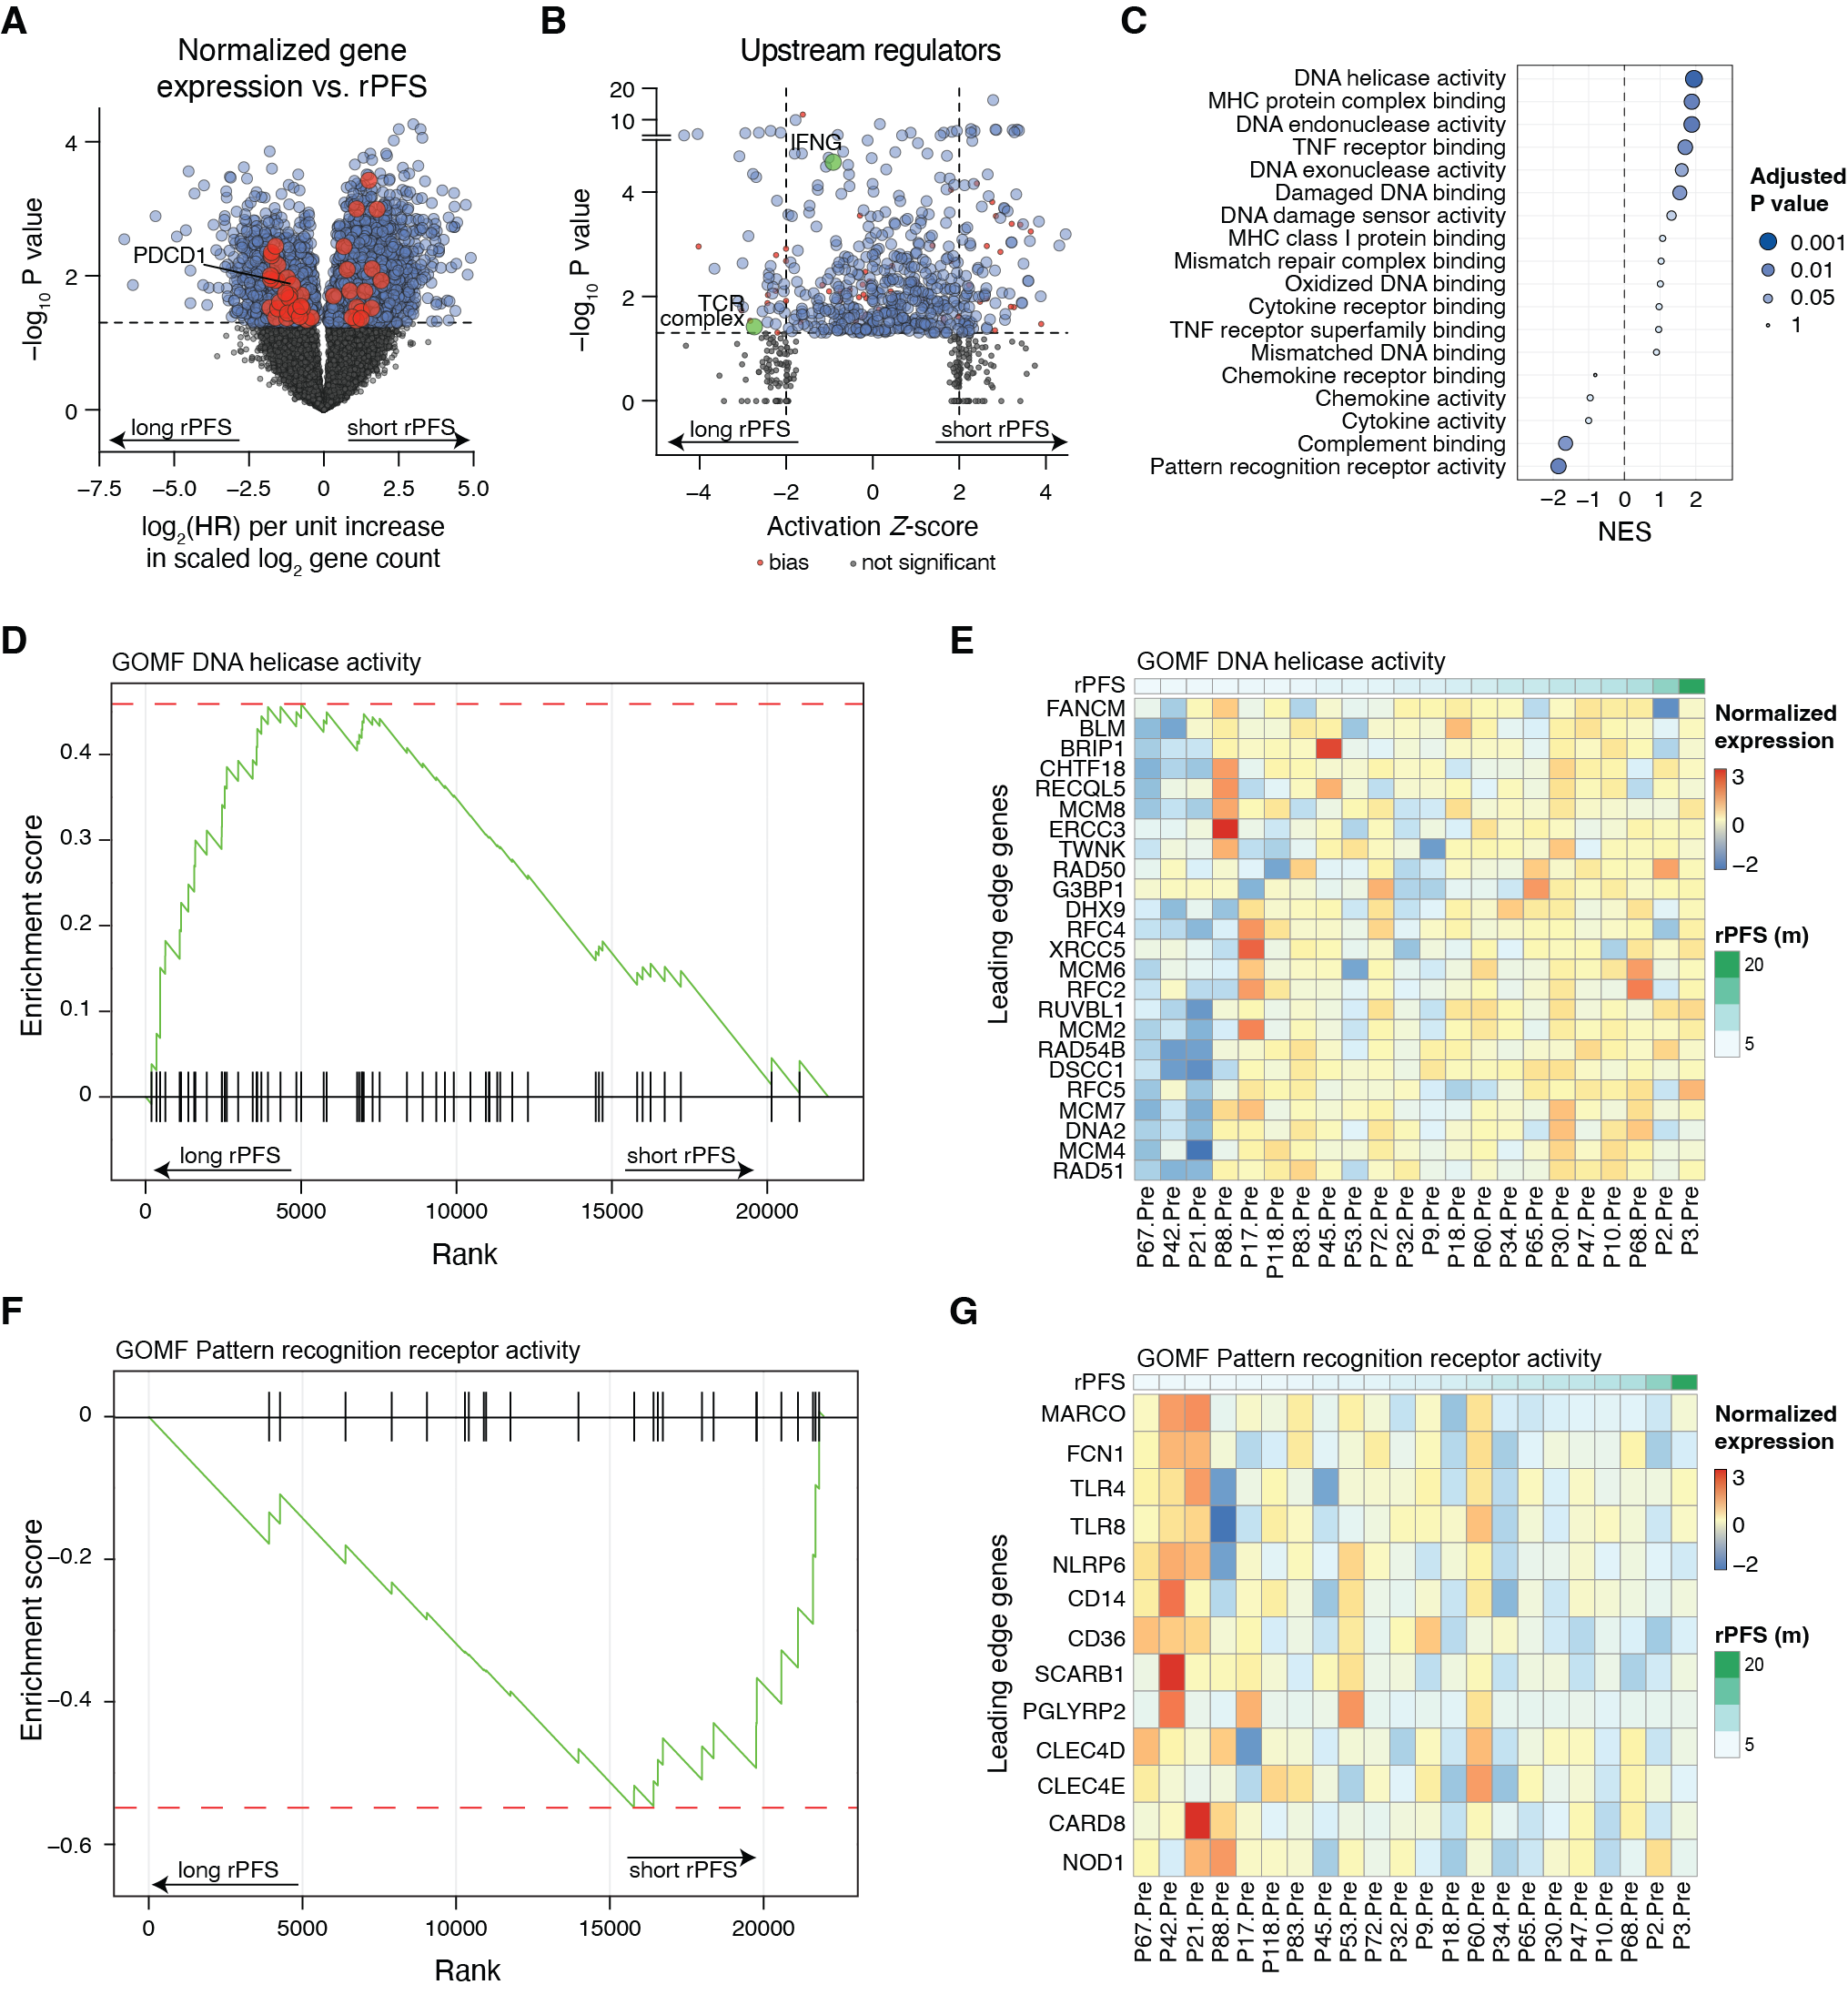 A
Normalized gene
expression vs. rPFS
4
2
0
−log10 P value
PDCD1
long rPFS
short rPFS
−7.5 −5.0 −2.5 0 2.5 5.0
log2(HR) per unit increase
in scaled log2 gene count
B
Upstream regulators
20
10
4
2
0
−log10 P value
IFNG
TCR
complex
long rPFS
short rPFS
−4 −2 0 2 4
Activation Z-score
bias
not significant
C
DNA helicase activity
MHC protein complex binding
DNA endonuclease activity
TNF receptor binding
DNA exonuclease activity
Damaged DNA binding
DNA damage sensor activity
MHC class I protein binding
Mismatch repair complex binding
Oxidized DNA binding
Cytokine receptor binding
TNF receptor superfamily binding
Mismatched DNA binding
Chemokine receptor binding
Chemokine activity
Cytokine activity
Complement binding
Pattern recognition receptor activity
−2 −1 0 1 2
NES
Adjusted
P value
0.001
0.01
0.05
1
D
GOMF DNA helicase activity
0.4
0.3
0.2
0.1
0
Enrichment score
long rPFS
short rPFS
0 5000 10000 15000 20000
Rank
E
GOMF DNA helicase activity
rPFS
FANCM
BLM
BRIP1
CHTF18
RECQL5
MCM8
ERCC3
TWNK
RAD50
G3BP1
DHX9
RFC4
XRCC5
MCM6
RFC2
RUVBL1
MCM2
RAD54B
DSCC1
RFC5
MCM7
DNA2
MCM4
RAD51
Leading edge genes
P67.Pre
P42.Pre
P21.Pre
P88.Pre
P17.Pre
P118.Pre
P83.Pre
P45.Pre
P53.Pre
P72.Pre
P32.Pre
P9.Pre
P18.Pre
P60.Pre
P34.Pre
P65.Pre
P30.Pre
P47.Pre
P10.Pre
P68.Pre
P2.Pre
P3.Pre
Normalized
expression
3
0
−2
rPFS (m)
20
5
F
GOMF Pattern recognition receptor activity
0
−0.2
−0.4
−0.6
Enrichment score
long rPFS
short rPFS
0 5000 10000 15000 20000
Rank
G
GOMF Pattern recognition receptor activity
rPFS
MARCO
FCN1
TLR4
TLR8
NLRP6
CD14
CD36
SCARB1
PGLYRP2
CLEC4D
CLEC4E
CARD8
NOD1
Leading edge genes
P67.Pre
P42.Pre
P21.Pre
P88.Pre
P17.Pre
P118.Pre
P83.Pre
P45.Pre
P53.Pre
P72.Pre
P32.Pre
P9.Pre
P18.Pre
P60.Pre
P34.Pre
P65.Pre
P30.Pre
P47.Pre
P10.Pre
P68.Pre
P2.Pre
P3.Pre
Normalized
expression
3
0
−2
rPFS (m)
20
5